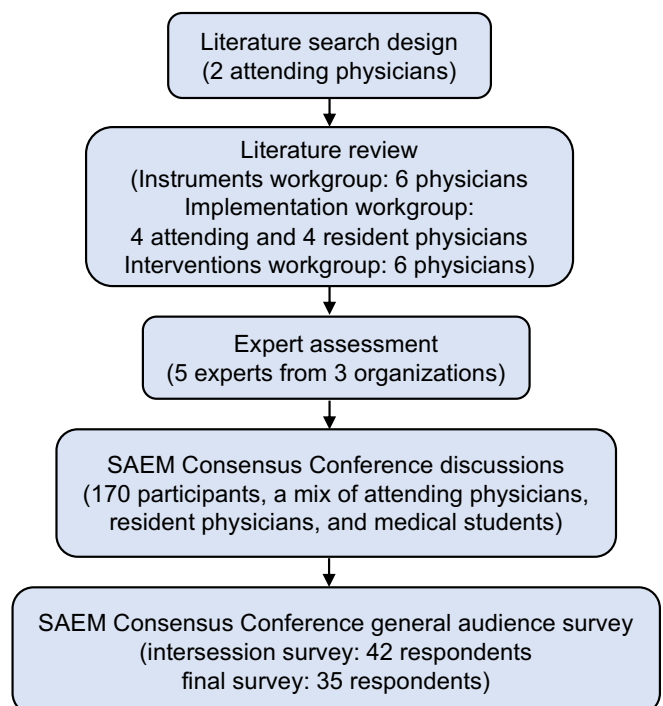 Literature search design
(2 attending physicians)
Literature review
(Instruments workgroup: 6 physicians
Implementation workgroup:
4 attending and 4 resident physicians
Interventions workgroup: 6 physicians)
Expert assessment
(5 experts from 3 organizations)
SAEM Consensus Conference discussions
(170 participants, a mix of attending physicians,
resident physicians, and medical students)
SAEM Consensus Conference general audience survey
(intersession survey: 42 respondents
final survey: 35 respondents)